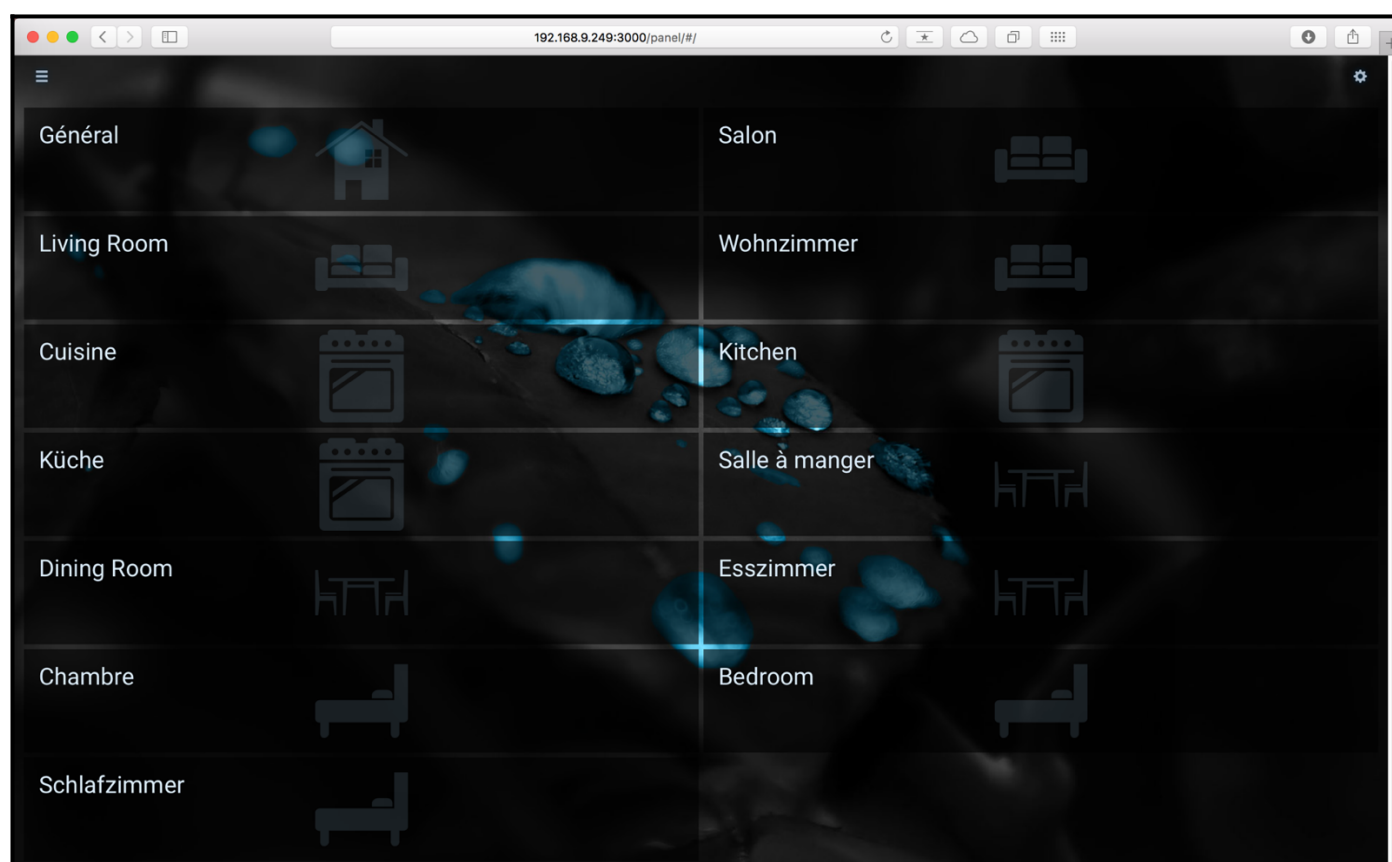 192.168.9.249:3000/panel/#/
Général
Salon
Living Room
Wohnzimmer
Cuisine
Kitchen
Küche
Salle à manger
Dining Room
Esszimmer
Chambre
Bedroom
Schlafzimmer